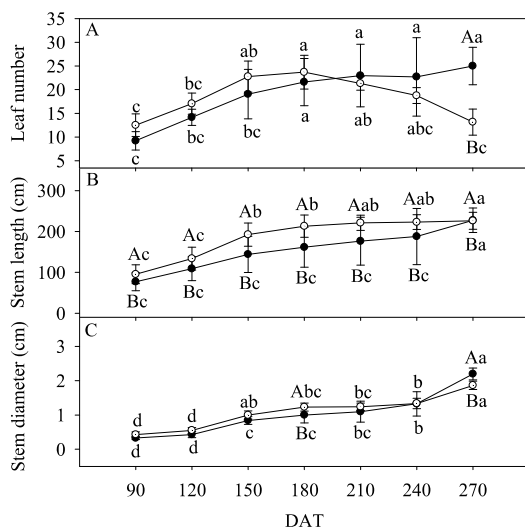 A
Leaf number
35
30
25
20
15
10
5
c bc ab a a a Aa
c bc bc a ab abc Bc
B
Stem length (cm)
300
200
100
0
Ac Ac Ab Ab Aab Aab Aa
Bc Bc Bc Bc Bc Bc Ba
C
Stem diameter (cm)
3
2
1
0
d d ab Abc bc b Aa
d d c Bc bc b Ba
90 120 150 180 210 240 270
DAT